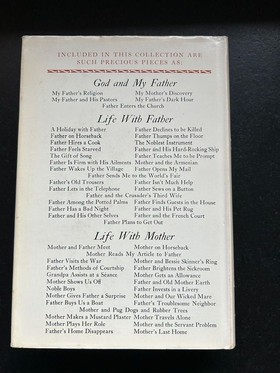 INCLUDED IN THIS COLLECTION ARE
SUCH PRECIOUS PIECES AS:
God and My Father
My Father's Religion My Mother's Discovery
My Father and His Pastors My Father's Dark Hour
Father Enters the Church
Life With Father
A Holiday with Father Father Declines to be Killed
Father on Horseback Father Thumps on the Floor
Father Hires a Cook The Noblest Instrument
Father Feels Starved Father and His Hard-Rocking Ship
The Gift of Song Father Teaches Me to be Prompt
Father Is Firm with His Ailments Mother and the Armenian
Father Wakes Up the Village Father Opens My Mail
Father Sends Me to the World's Fair
Father's Old Trousers Father Isn't Much Help
Father Lets in the Telephone Father Sews on a Button
Father and the Crusader's Third Wife
Father Among the Potted Palms Father Finds Guests in the House
Father Has a Bad Night Father and His Pet Rug
Father and His Other Selves Father and the French Court
Father Plans to Get Out
Life With Mother
Mother and Father Meet Mother on Horseback
Mother Reads My Article to Father
Father Visits the War Mother and Bessie Skinner's Ring
Father's Methods of Courtship Father Brightens the Sickroom
Grandpa Assists at a Séance Mother Gets an Allowance
Mother Shows Us Off Father and Old Mother Earth
Noble Boys Father Invests in a Livery
Mother Gives Father a Surprise Mother and Our Wicked Mare
Father Buys Us a Boat Father's Troublesome Neighbor
Mother and Pug Dogs and Rubber Trees
Mother Makes a Mustard Plaster Mother Travels Alone
Mother Plays Her Role Mother and the Servant Problem
Father's Home Disappears Mother's Last Home